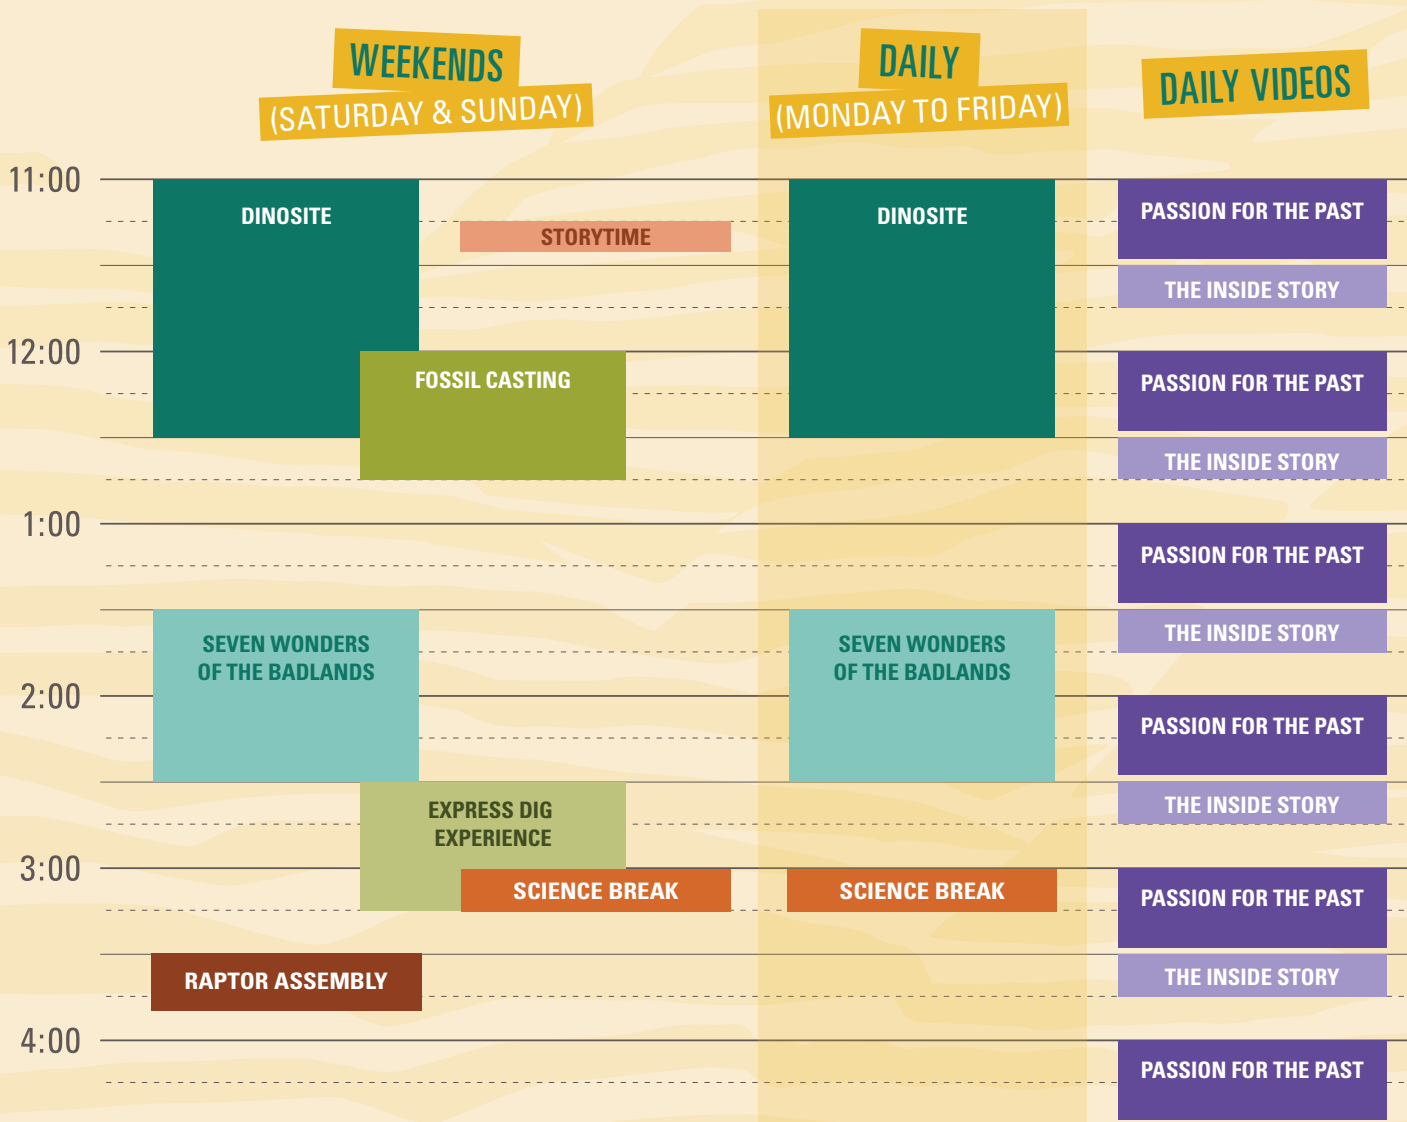 WEEKENDS
(SATURDAY & SUNDAY)
DAILY
(MONDAY TO FRIDAY)
DAILY VIDEOS
11:00
DINOSITE
STORYTIME
DINOSITE
PASSION FOR THE PAST
THE INSIDE STORY
12:00
FOSSIL CASTING
PASSION FOR THE PAST
THE INSIDE STORY
1:00
PASSION FOR THE PAST
SEVEN WONDERS
OF THE BADLANDS
SEVEN WONDERS
OF THE BADLANDS
THE INSIDE STORY
2:00
PASSION FOR THE PAST
EXPRESS DIG
EXPERIENCE
THE INSIDE STORY
3:00
SCIENCE BREAK
SCIENCE BREAK
PASSION FOR THE PAST
RAPTOR ASSEMBLY
THE INSIDE STORY
4:00
PASSION FOR THE PAST